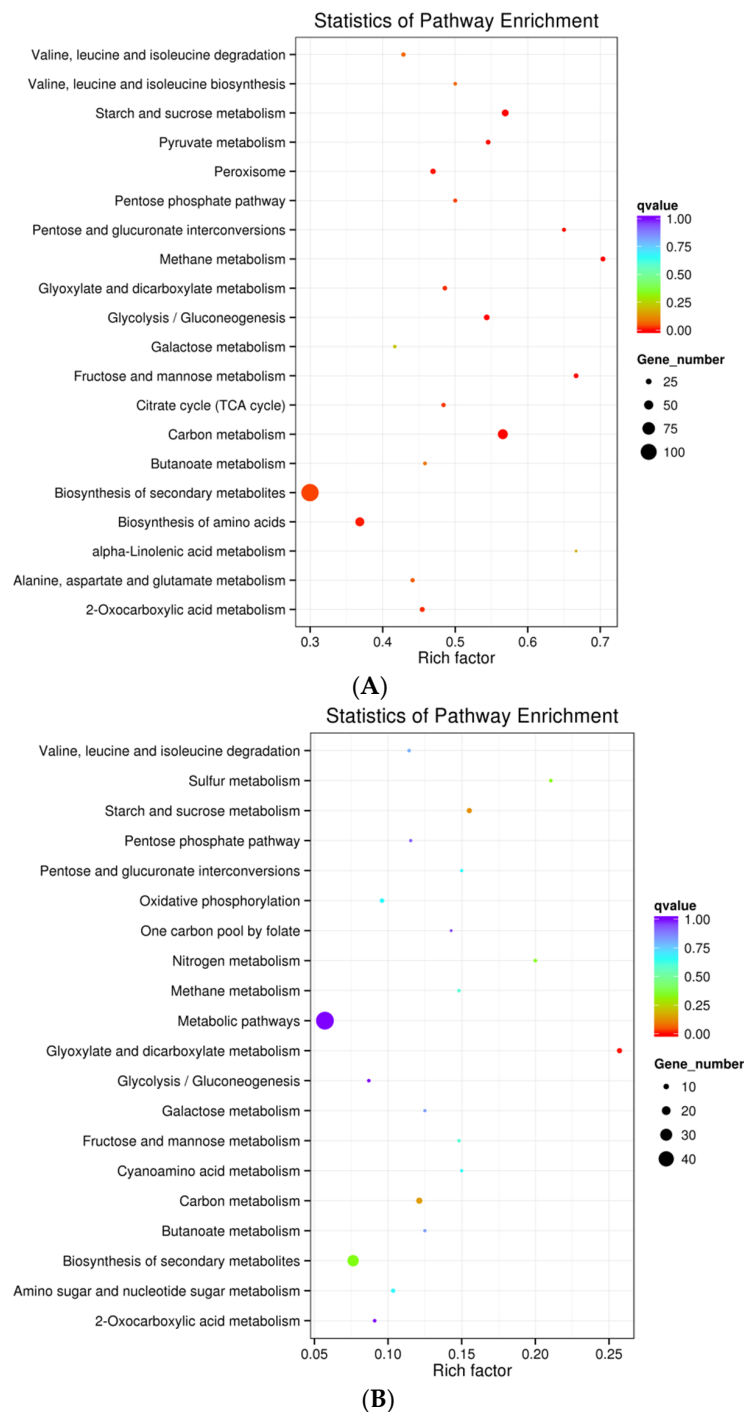 Statistics of Pathway Enrichment
Valine, leucine and isoleucine degradation
Valine, leucine and isoleucine biosynthesis
Starch and sucrose metabolism
Pyruvate metabolism
Peroxisome
Pentose phosphate pathway
Pentose and glucuronate interconversions
Methane metabolism
Glyoxylate and dicarboxylate metabolism
Glycolysis / Gluconeogenesis
Galactose metabolism
Fructose and mannose metabolism
Citrate cycle (TCA cycle)
Carbon metabolism
Butanoate metabolism
Biosynthesis of secondary metabolites
Biosynthesis of amino acids
alpha-Linolenic acid metabolism
Alanine, aspartate and glutamate metabolism
2-Oxocarboxylic acid metabolism
0.3 0.4 0.5 0.6 0.7
Rich factor
qvalue
1.00
0.75
0.50
0.25
0.00
Gene_number
25
50
75
100
(A)
Statistics of Pathway Enrichment
Valine, leucine and isoleucine degradation
Sulfur metabolism
Starch and sucrose metabolism
Pentose phosphate pathway
Pentose and glucuronate interconversions
Oxidative phosphorylation
One carbon pool by folate
Nitrogen metabolism
Methane metabolism
Metabolic pathways
Glyoxylate and dicarboxylate metabolism
Glycolysis / Gluconeogenesis
Galactose metabolism
Fructose and mannose metabolism
Cyanoamino acid metabolism
Carbon metabolism
Butanoate metabolism
Biosynthesis of secondary metabolites
Amino sugar and nucleotide sugar metabolism
2-Oxocarboxylic acid metabolism
0.05 0.10 0.15 0.20 0.25
Rich factor
qvalue
1.00
0.75
0.50
0.25
0.00
Gene_number
10
20
30
40
(B)